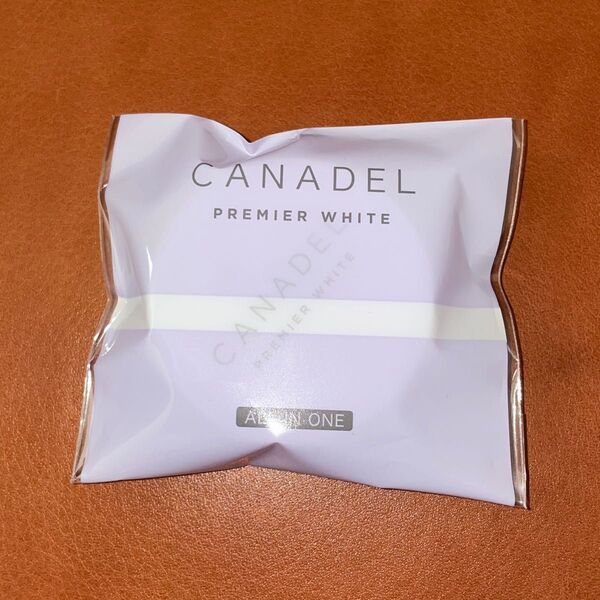 CANADEL
PREMIER WHITE
CANADEL
PREMIER WHITE
ALL IN ONE